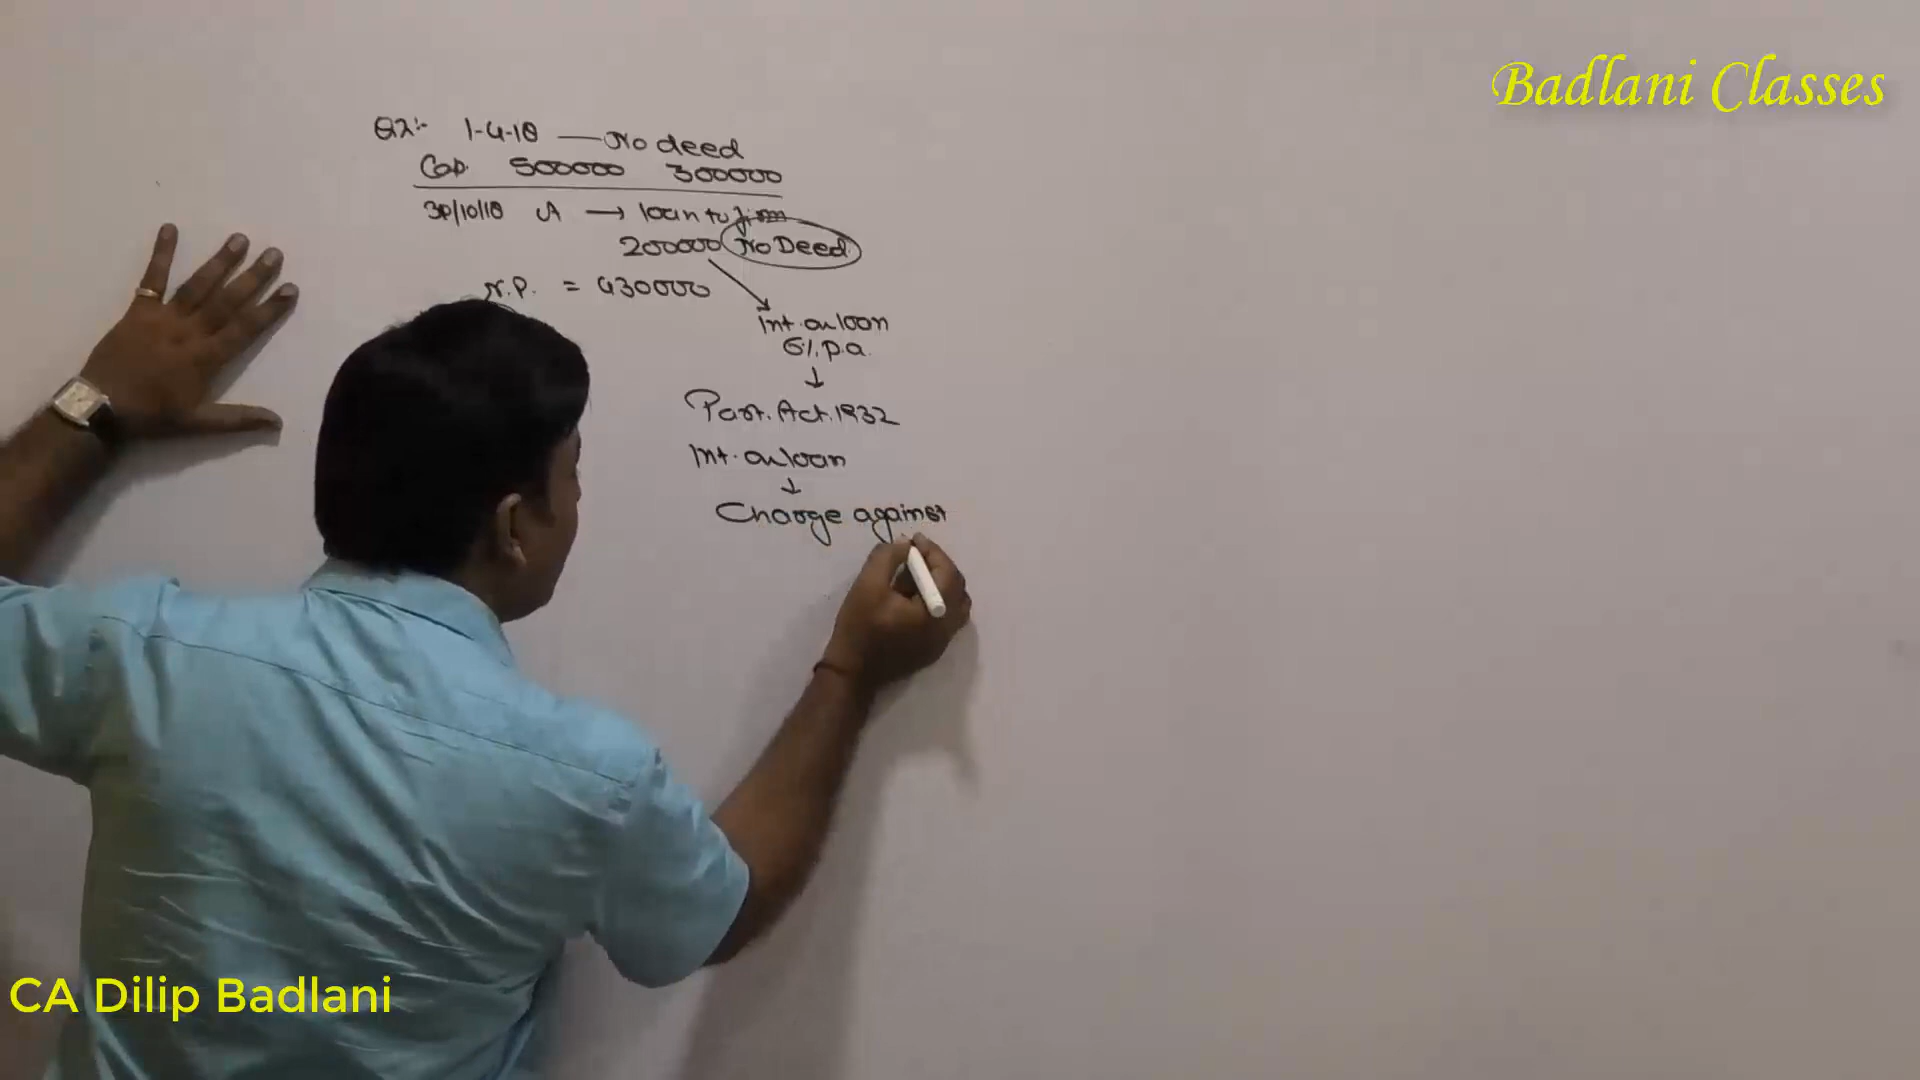 Badlani Classes
Q2:- 1-4-18 — No deed
Cap. 500000 300000
30/10/18 A → loan to firm
200000 No Deed
N.P. = 430000
Int. on loan
6% p.a.
↓
Part. Act. 1932
Int. on loan
↓
Charge against
CA Dilip Badlani